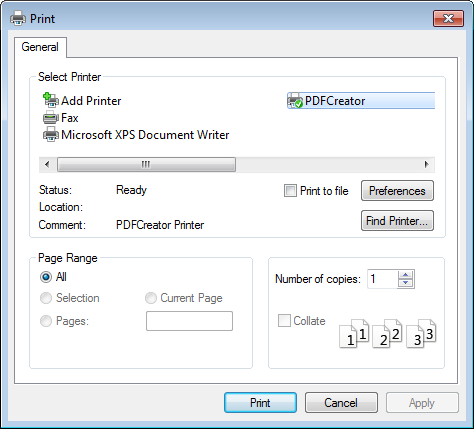 Print
General
Select Printer
Add Printer
PDFCreator
Fax
Microsoft XPS Document Writer
Status: Ready
Print to file
Preferences
Location:
Comment: PDFCreator Printer
Find Printer...
Page Range
All
Selection
Current Page
Pages:
Number of copies: 1
Collate
1 1 2 2 3 3
Print
Cancel
Apply